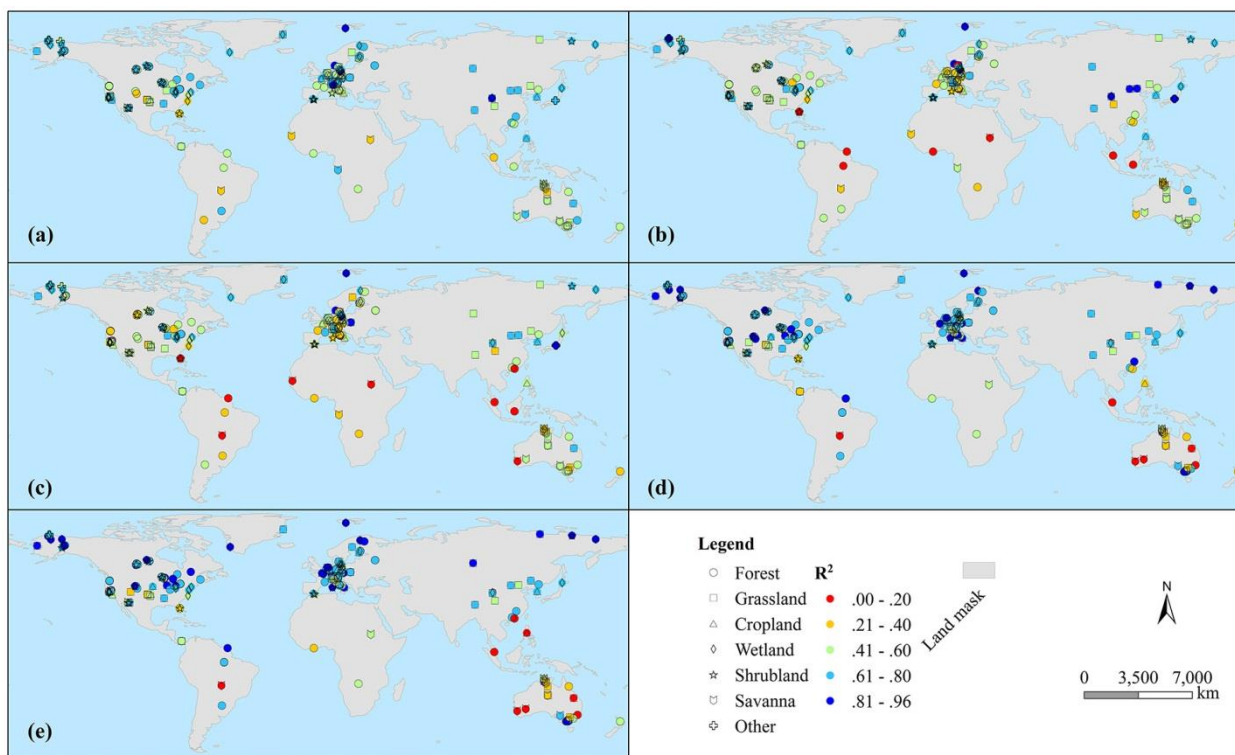 (a)
(b)
(c)
(d)
(e)
Legend
Forest R²
Grassland .00 - .20
Cropland .21 - .40
Wetland .41 - .60
Shrubland .61 - .80
Savanna .81 - .96
Other
Land mask
N
0 3,500 7,000
km